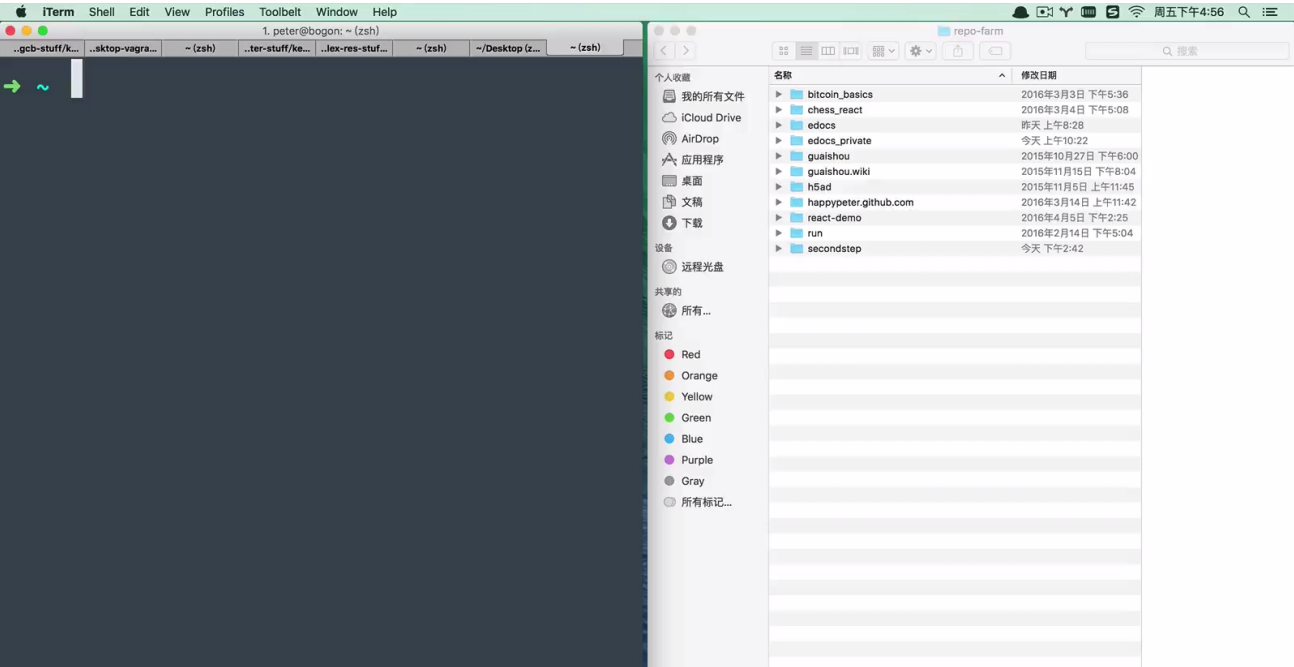 iTerm Shell Edit View Profiles Toolbelt Window Help 周五下午4:56
1. peter@bogon: ~ (zsh)
..gcb-stuff/k... ..sktop-vagra... ~ (zsh) ..ter-stuff/ke... ..lex-res-stuf... ~ (zsh) ~/Desktop (z... ~ (zsh)
➜ ~
repo-farm
搜索
个人收藏
我的所有文件
iCloud Drive
AirDrop
应用程序
桌面
文稿
下载
设备
远程光盘
共享的
所有...
标记
Red
Orange
Yellow
Green
Blue
Purple
Gray
所有标记...
名称 修改日期
bitcoin_basics 2016年3月3日 下午5:36
chess_react 2016年3月4日 下午5:08
edocs 昨天 上午8:28
edocs_private 今天 上午10:22
guaishou 2015年10月27日 下午6:00
guaishou.wiki 2015年11月15日 下午8:04
h5ad 2015年11月5日 上午11:45
happypeter.github.com 2016年3月14日 上午11:42
react-demo 2016年4月5日 下午2:25
run 2016年2月14日 下午5:04
secondstep 今天 下午2:42